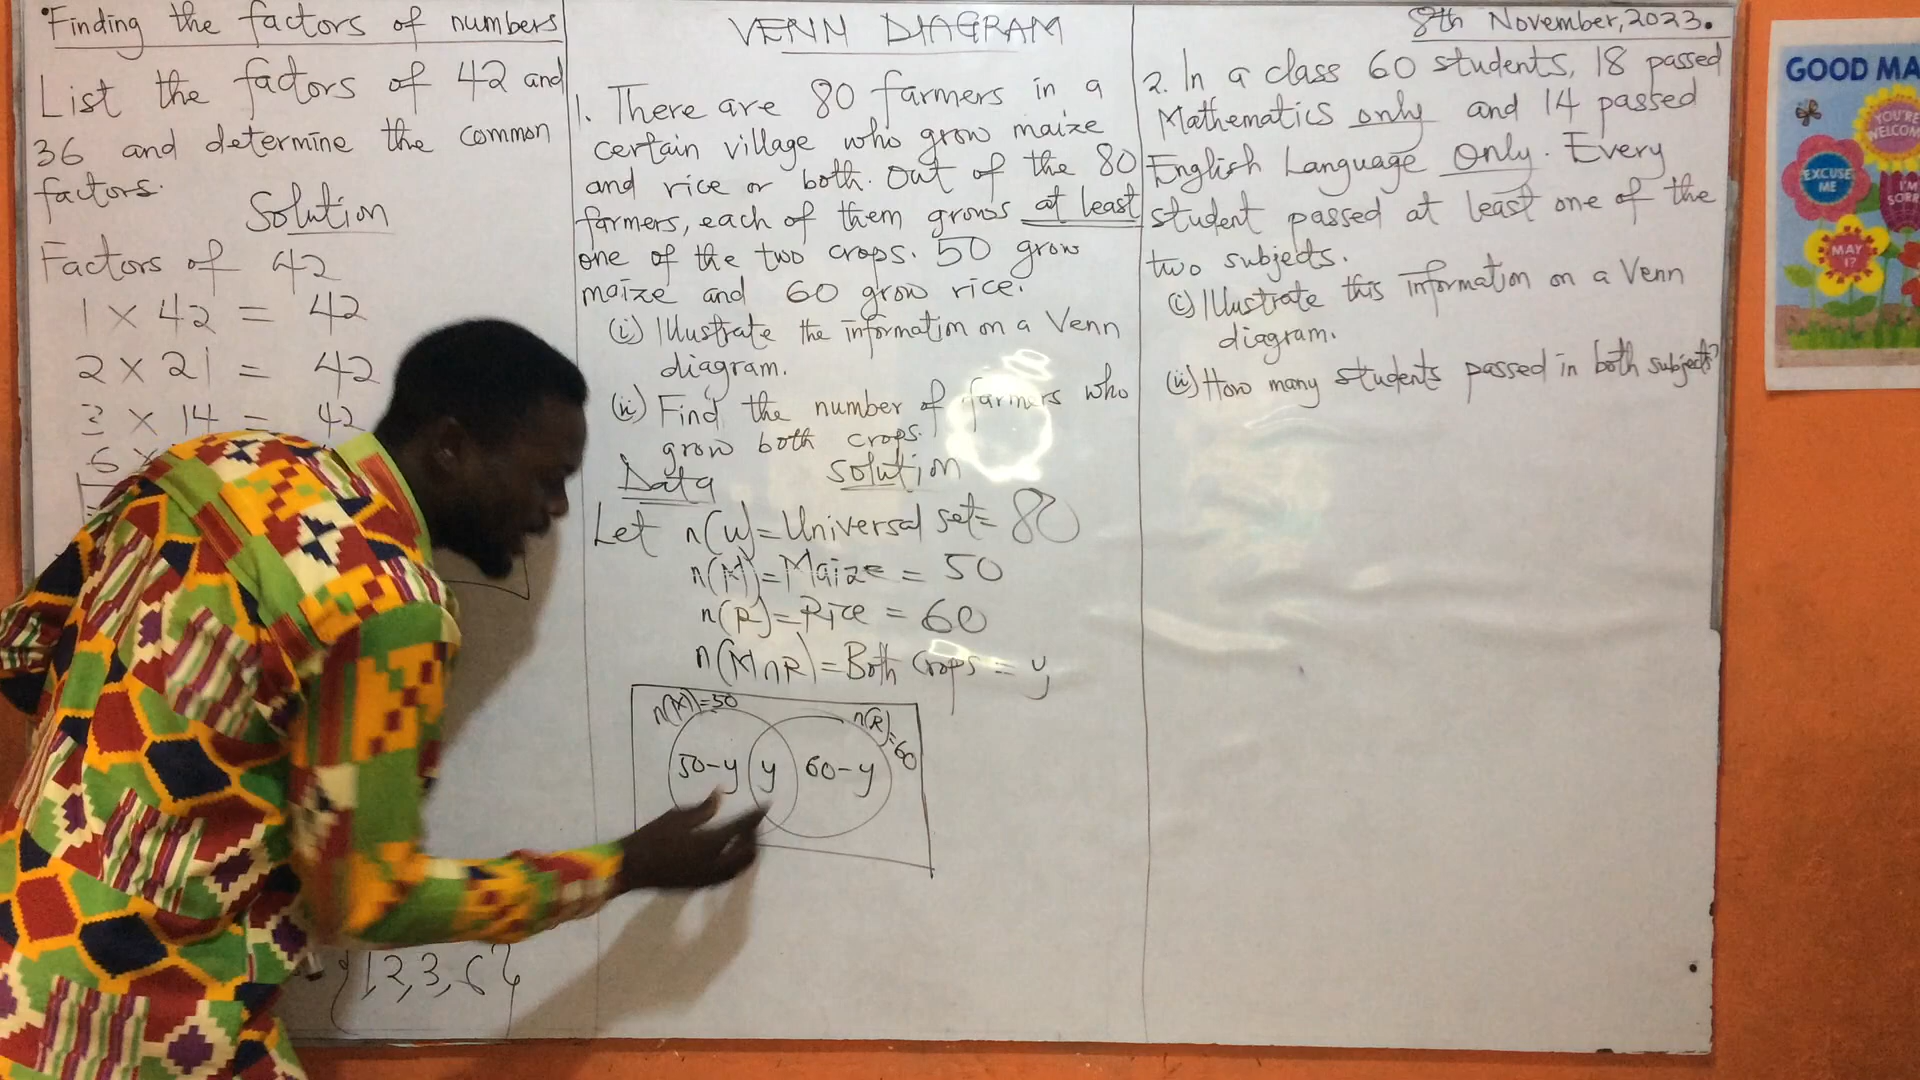 Finding the factors of numbers
List the factors of 42 and
36 and determine the common
factors.
Solution
Factors of 42
1 × 42 = 42
2 × 21 = 42
3 × 14 = 42
6 ×
{1,2,3,6}
VENN DIAGRAM
1. There are 80 farmers in a
certain village who grow maize
and rice or both. Out of the 80
farmers, each of them grows at least
one of the two crops. 50 grow
maize and 60 grow rice.
(i) Illustrate the information on a Venn
diagram.
(ii) Find the number of farmers who
grow both crops.
Data Solution
Let n(U)=Universal set= 80
n(M)=Maize = 50
n(R)=Rice = 60
n(M∩R)=Both Crops = y
n(M)=50 n(R)=60
50-y y 60-y
8th November, 2023.
2. In a class 60 students, 18 passed
Mathematics only and 14 passed
English Language Only. Every
student passed at least one of the
two subjects.
(i) Illustrate this information on a Venn
diagram.
(ii) How many students passed in both subjects?
GOOD MA
YOU'RE
WELCOM
EXCUSE
ME
I'M
SORR
MAY
I?